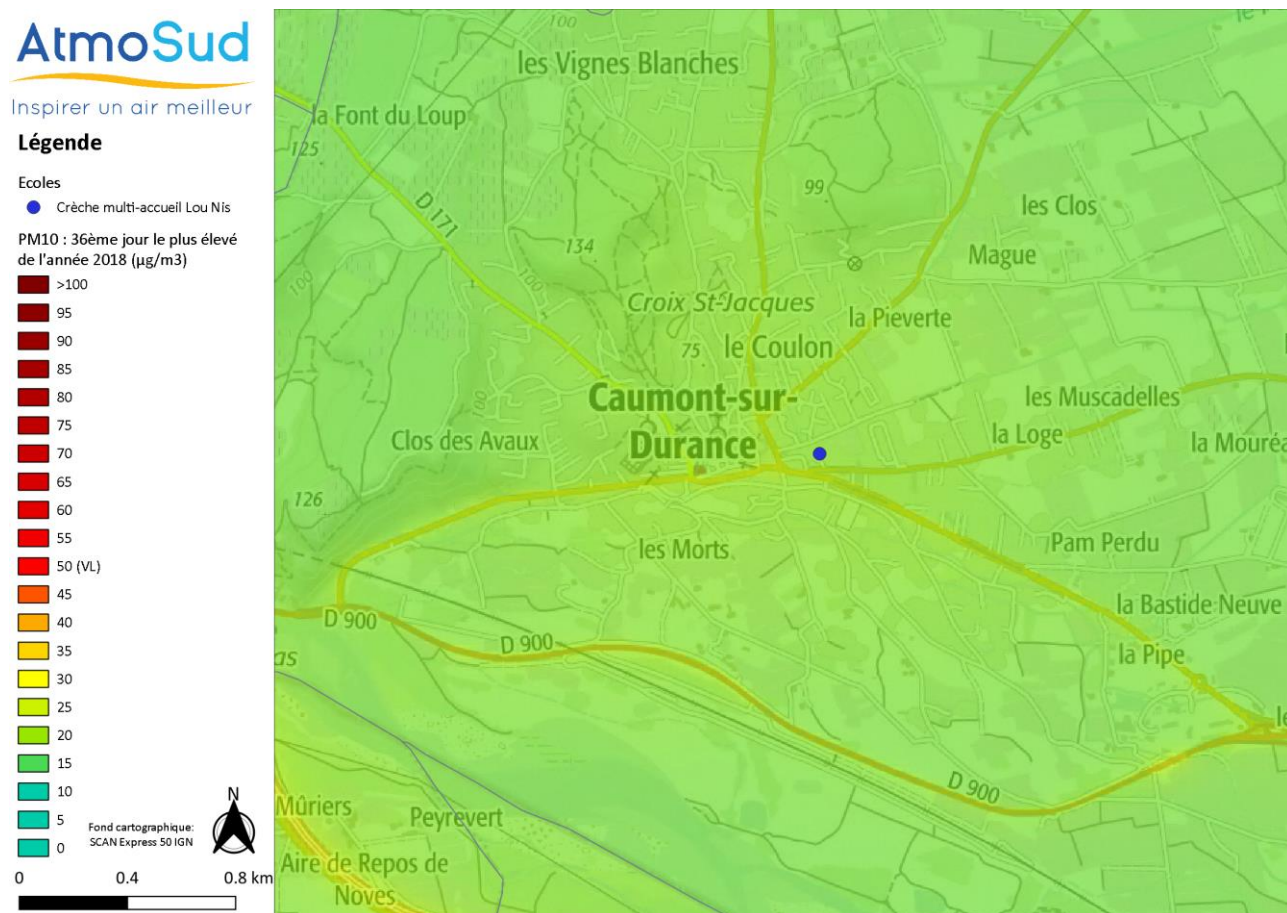 AtmoSud
Inspirer un air meilleur
Légende
Ecoles
Crèche multi-accueil Lou Nis
PM10 : 36ème jour le plus élevé
de l'année 2018 (µg/m3)
>100
95
90
85
80
75
70
65
60
55
50 (VL)
45
40
35
30
25
20
15
10
5
0
Fond cartographique:
SCAN Express 50 IGN
N
0 0.4 0.8 km
100
les Vignes Blanches
la Font du Loup
125
D 171
99
les Clos
134
Mague
100
100
Croix St-Jacques
la Pieverte
75
le Coulon
Caumont-sur-
Durance
les Muscadelles
la Loge
Clos des Avaux
100
126
les Morts
Pam Perdu
la Bastide Neuve
D 900
D 900
la Pipe
D 900
Mûriers
Peyrevert
Aire de Repos de
Noves